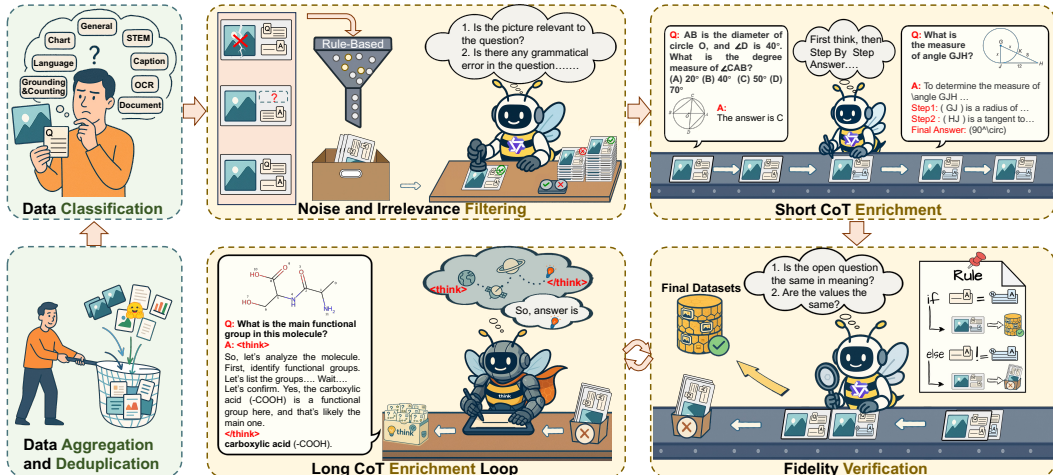 General
Chart
STEM
Language
Caption
Grounding
&Counting
OCR
Document
?
Q
A
Data Classification
Q
A
Rule-Based
?
1. Is the picture relevant to
the question?
2. Is there any grammatical
error in the question…….
Noise and Irrelevance Filtering
Q: AB is the diameter of
circle O, and ∠D is 40°.
What is the degree
measure of ∠CAB?
(A) 20° (B) 40° (C) 50° (D)
70°
A:
The answer is C
First think, then
Step By Step
Answer….
Q: What is
the measure
of angle GJH?
A: To determine the measure of
\angle GJH …
Step1: ( GJ ) is a radius of …
Step2 : ( HJ ) is a tangent to…
Final Answer: (90^\circ)
Short CoT Enrichment
Data Aggregation
and Deduplication
Q: What is the main functional
group in this molecule?
A: <think>
So, let's analyze the molecule.
First, identify functional groups.
Let's list the groups…. Wait….
Let's confirm. Yes, the carboxylic
acid (-COOH) is a functional
group here, and that's likely the
main one.
</think>
carboxylic acid (-COOH).
<think>
</think>
So, answer is
think
think
Long CoT Enrichment Loop
Final Datasets
1. Is the open question
the same in meaning?
2. Are the values the
same?
Rule
if
A = A
else
A != A
Fidelity Verification